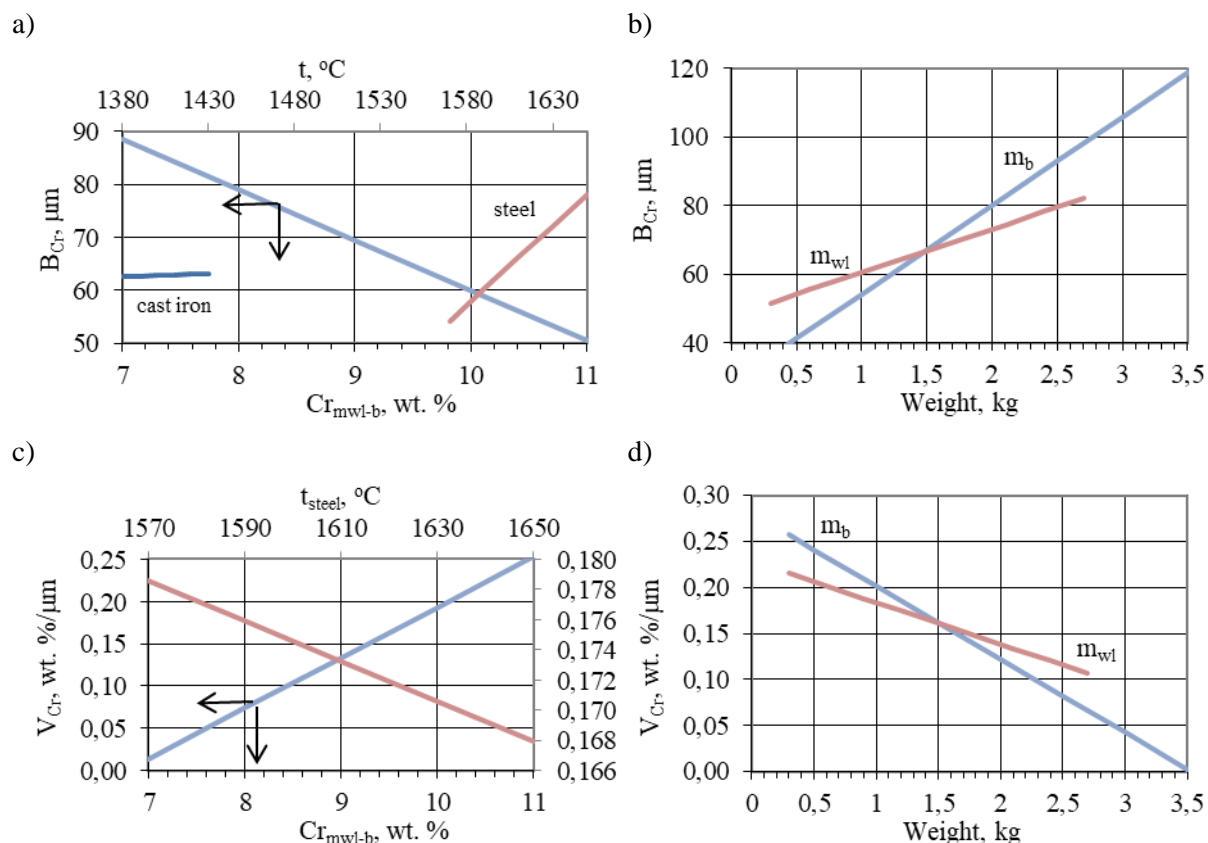 a)
t, °C
1380 1430 1480 1530 1580 1630
90
80
70
60
50
B_Cr, µm
steel
cast iron
7 8 9 10 11
Cr_mwl-b, wt. %
b)
120
100
80
60
40
B_Cr, µm
m_b
m_wl
0 0,5 1 1,5 2 2,5 3 3,5
Weight, kg
c)
t_steel, °C
1570 1590 1610 1630 1650
0,25
0,20
0,15
0,10
0,05
0,00
V_Cr, wt. %/µm
0,180
0,178
0,176
0,174
0,172
0,170
0,168
0,166
7 8 9 10 11
Cr_mwl-b, wt. %
d)
0,30
0,25
0,20
0,15
0,10
0,05
0,00
V_Cr, wt. %/µm
m_b
m_wl
0 0,5 1 1,5 2 2,5 3 3,5
Weight, kg